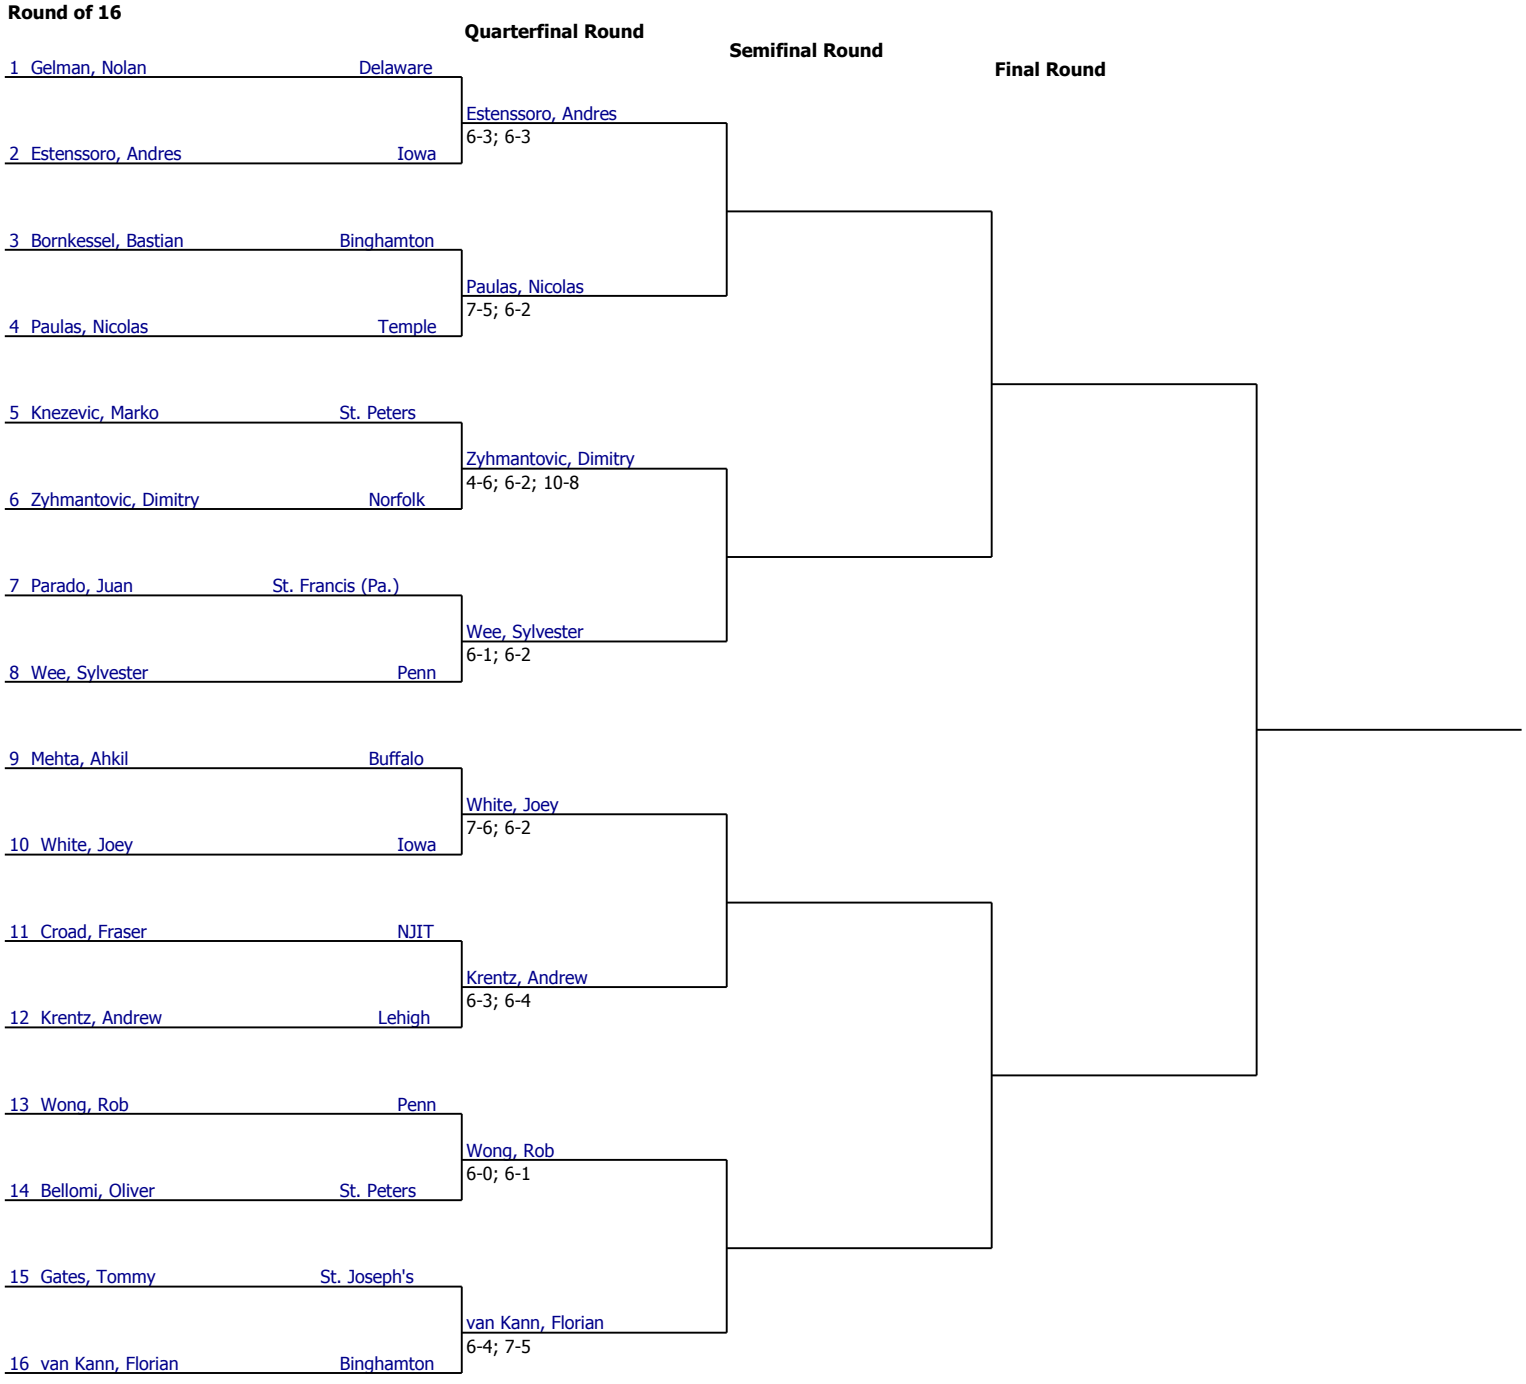 Round of 16
Quarterfinal Round
Semifinal Round
Final Round
1 Gelman, Nolan Delaware
Estenssoro, Andres
6-3; 6-3
2 Estenssoro, Andres Iowa
3 Bornkessel, Bastian Binghamton
Paulas, Nicolas
7-5; 6-2
4 Paulas, Nicolas Temple
5 Knezevic, Marko St. Peters
Zyhmantovic, Dimitry
4-6; 6-2; 10-8
6 Zyhmantovic, Dimitry Norfolk
7 Parado, Juan St. Francis (Pa.)
Wee, Sylvester
6-1; 6-2
8 Wee, Sylvester Penn
9 Mehta, Ahkil Buffalo
White, Joey
7-6; 6-2
10 White, Joey Iowa
11 Croad, Fraser NJIT
Krentz, Andrew
6-3; 6-4
12 Krentz, Andrew Lehigh
13 Wong, Rob Penn
Wong, Rob
6-0; 6-1
14 Bellomi, Oliver St. Peters
15 Gates, Tommy St. Joseph's
van Kann, Florian
6-4; 7-5
16 van Kann, Florian Binghamton